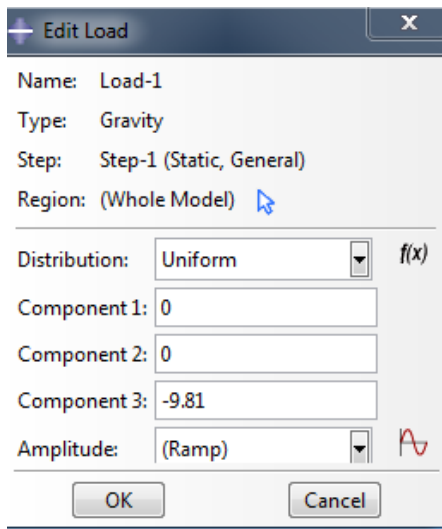 Edit Load
x
Name: Load-1
Type: Gravity
Step: Step-1 (Static, General)
Region: (Whole Model)
Distribution: Uniform f(x)
Component 1: 0
Component 2: 0
Component 3: -9.81
Amplitude: (Ramp)
OK Cancel